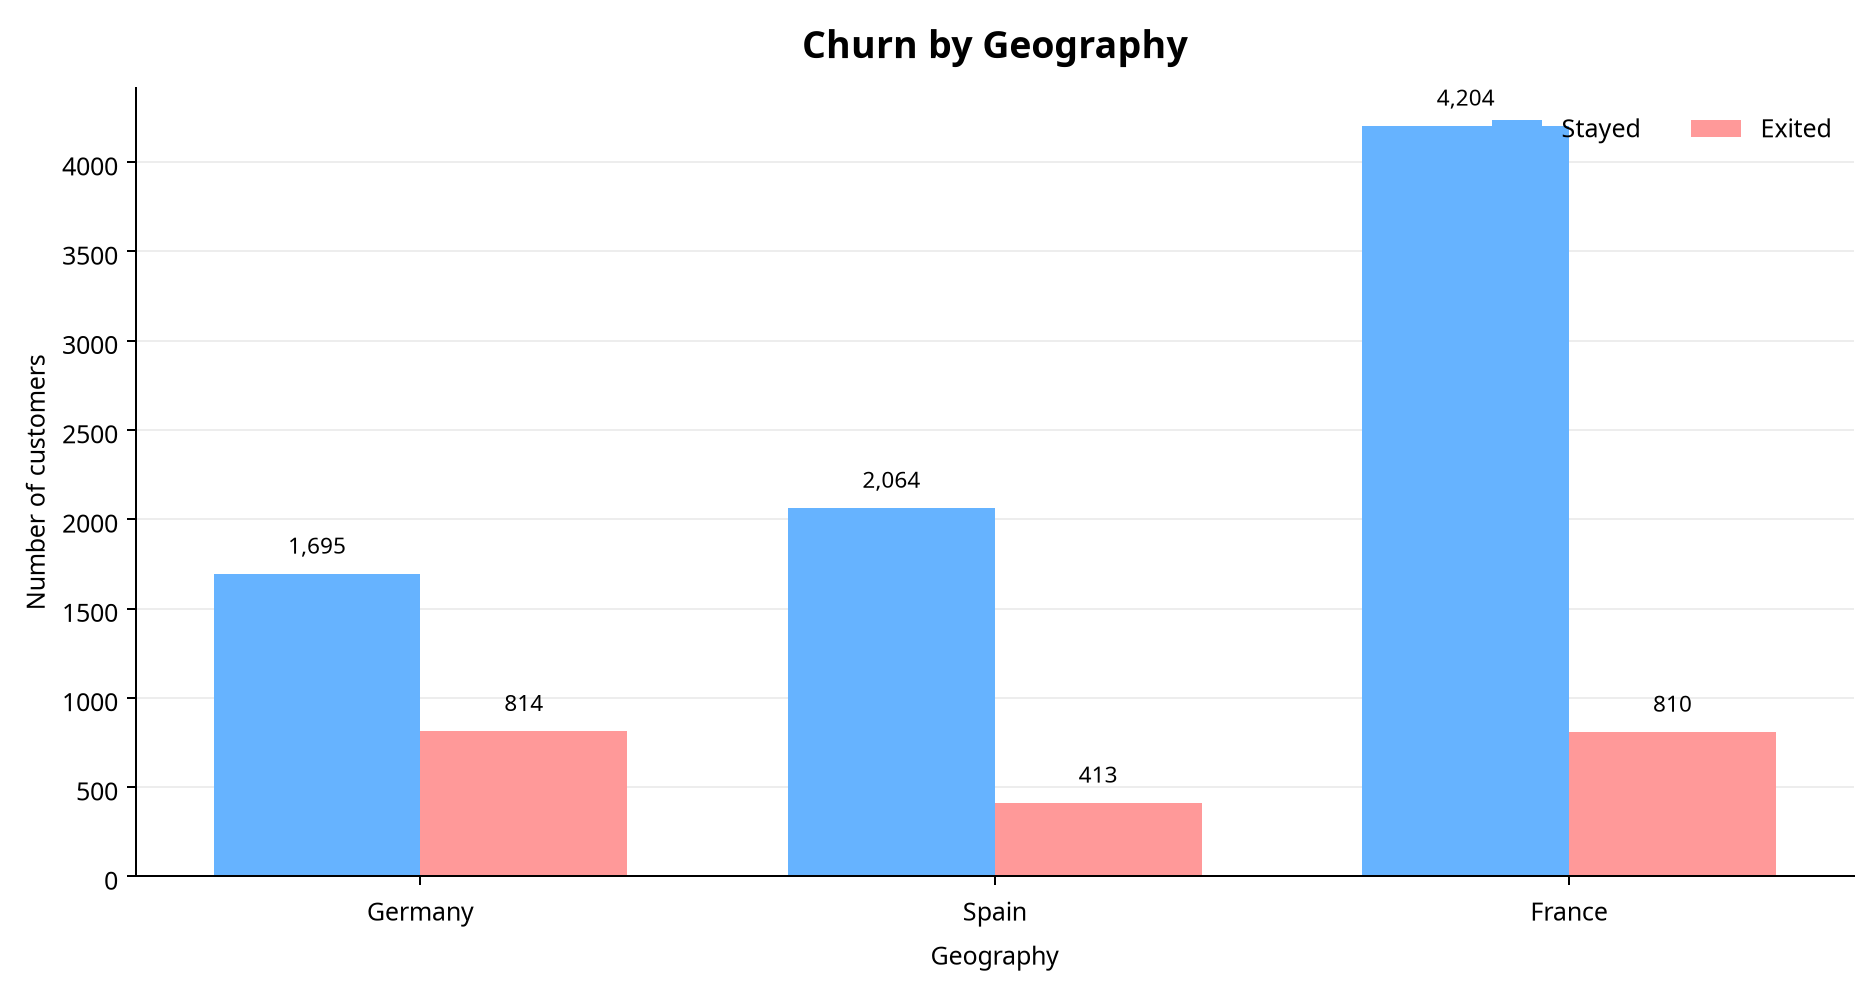 Churn by Geography
4,204
Stayed
Exited
4000
3500
3000
2500
2000
1500
1000
500
0
Number of customers
1,695
814
2,064
413
810
Germany
Spain
France
Geography